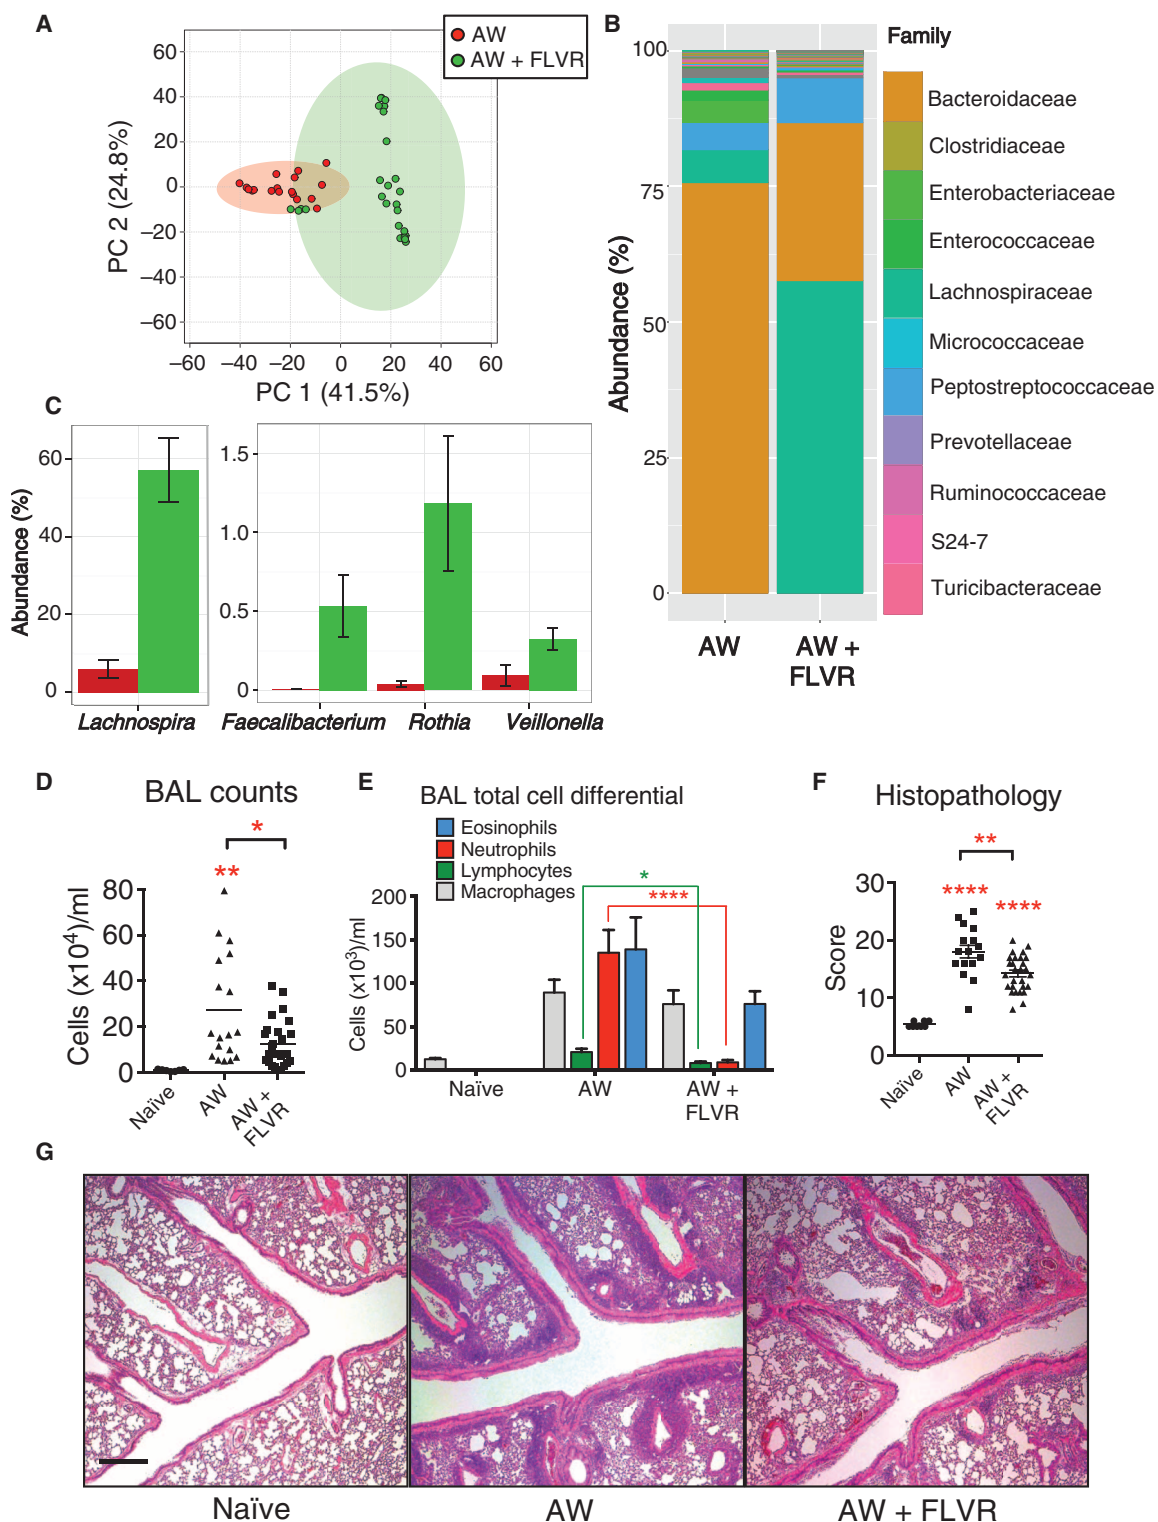 A
AW
AW + FLVR
60
40
20
0
−20
−40
−60
PC 2 (24.8%)
−60 −40 −20 0 20 40 60
PC 1 (41.5%)
B
Family
100
75
50
25
0
Abundance (%)
AW
AW +
FLVR
Bacteroidaceae
Clostridiaceae
Enterobacteriaceae
Enterococcaceae
Lachnospiraceae
Micrococcaceae
Peptostreptococcaceae
Prevotellaceae
Ruminococcaceae
S24-7
Turicibacteraceae
C
Abundance (%)
60
40
20
0
1.5
1.0
0.5
0
Lachnospira
Faecalibacterium
Rothia
Veillonella
D
BAL counts
*
**
80
60
40
20
0
Cells (x10⁴)/ml
Naïve
AW
AW +
FLVR
E
BAL total cell differential
Eosinophils
Neutrophils
Lymphocytes
Macrophages
*
****
200
150
100
50
0
Cells (x10³)/ml
Naïve
AW
AW +
FLVR
F
Histopathology
**
****
****
30
20
10
0
Score
Naïve
AW
AW +
FLVR
G
Naïve
AW
AW + FLVR